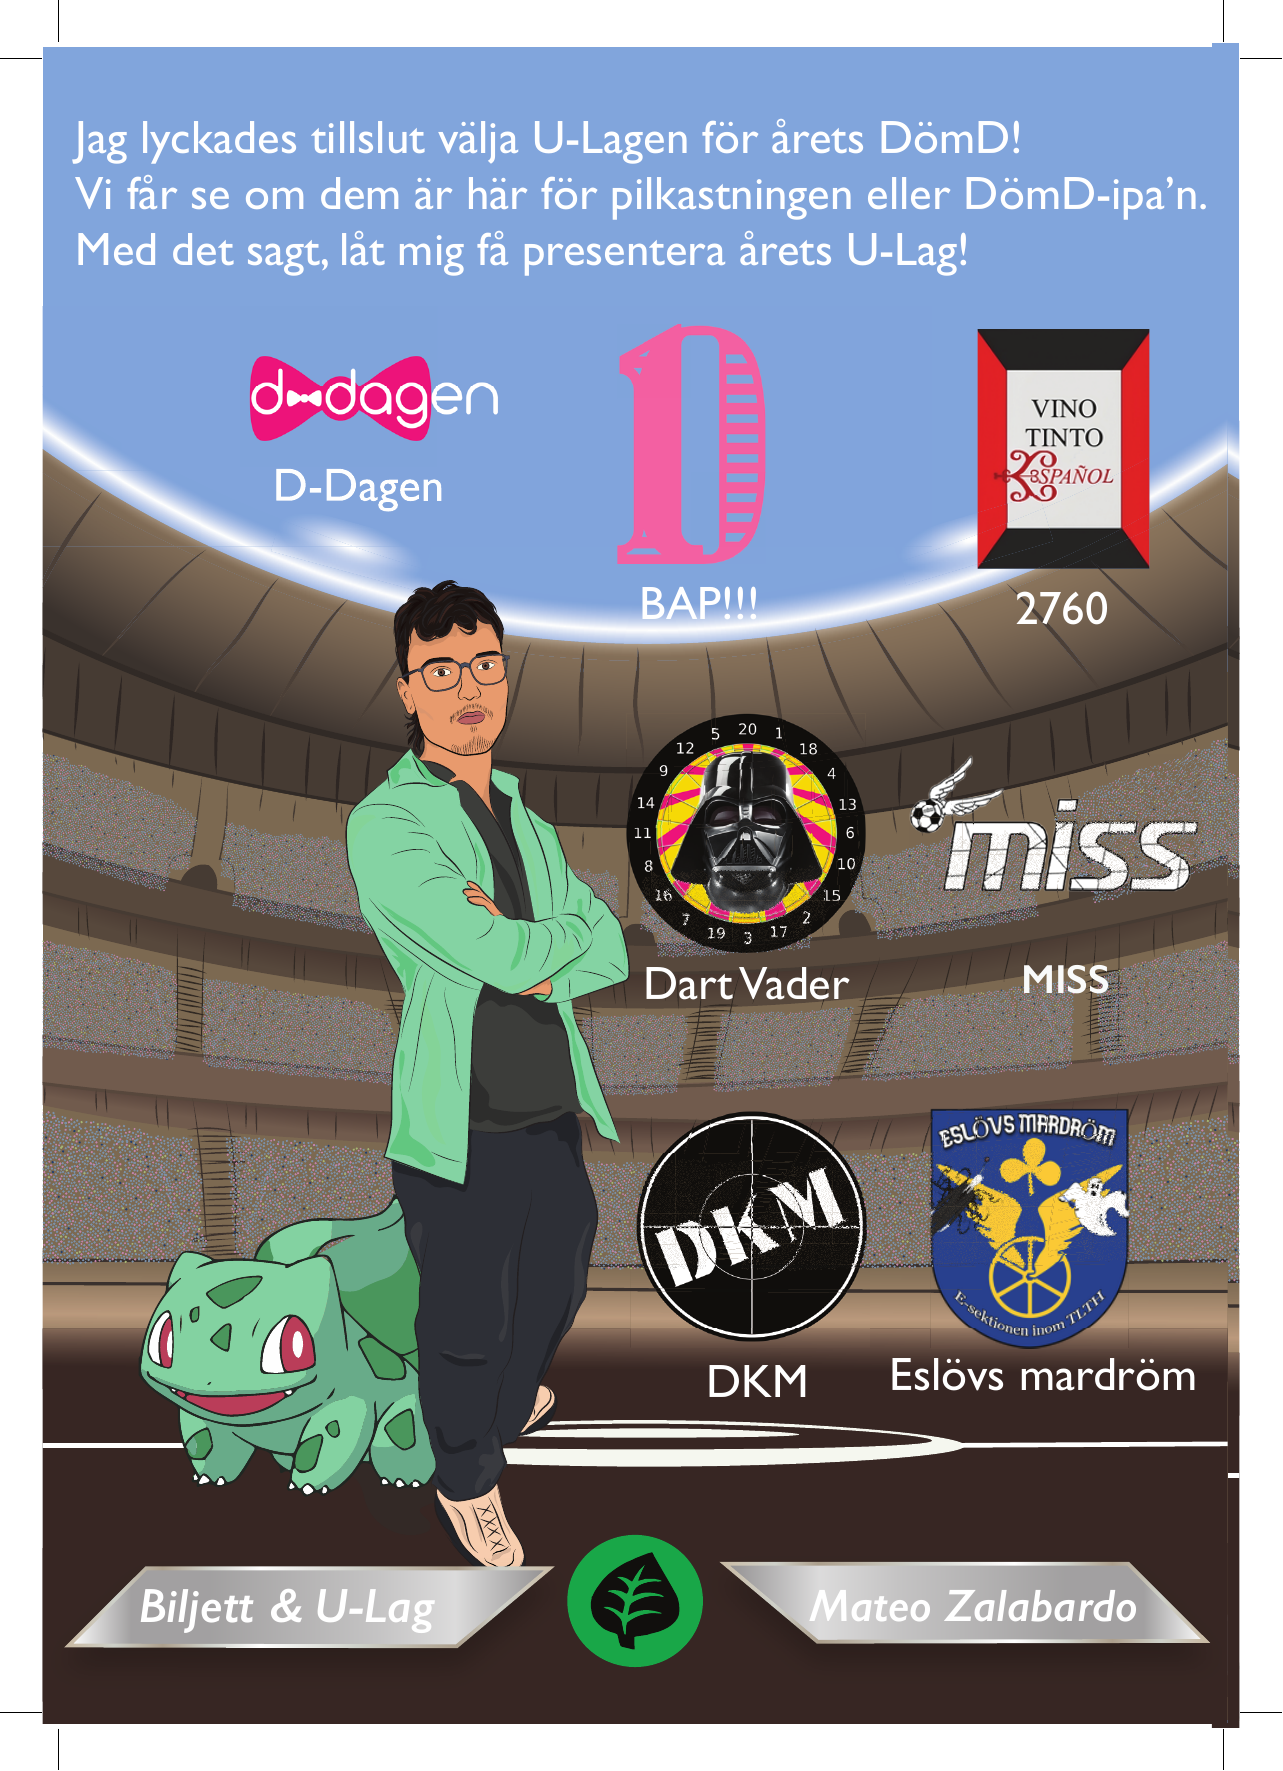 Jag lyckades tillslut välja U-Lagen för årets DömD!
Vi får se om dem är här för pilkastningen eller DömD-ipa’n.
Med det sagt, låt mig få presentera årets U-Lag!
d dagen
D-Dagen
D
BAP!!!
VINO
TINTO
ESPAÑOL
2760
20 1 18 4 13 6 10 15 2 17 3 19 7 16 8 11 14 9 12 5
Dart Vader
miss
MISS
DKM
DKM
ESLÖVS MARDRÖM
E-sektionen inom TLTH
Eslövs mardröm
Biljett & U-Lag
Mateo Zalabardo